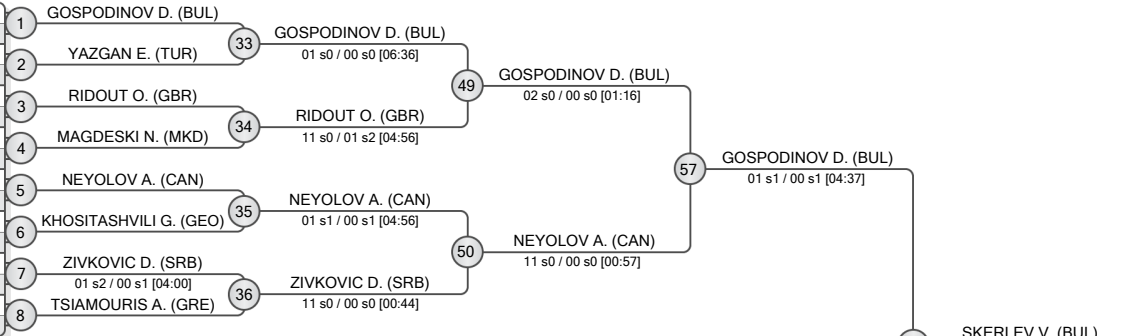 1
GOSPODINOV D. (BUL)
2
YAZGAN E. (TUR)
33
GOSPODINOV D. (BUL)
01 s0 / 00 s0 [06:36]
3
RIDOUT O. (GBR)
4
MAGDESKI N. (MKD)
34
RIDOUT O. (GBR)
11 s0 / 01 s2 [04:56]
49
GOSPODINOV D. (BUL)
02 s0 / 00 s0 [01:16]
5
NEYOLOV A. (CAN)
6
KHOSITASHVILI G. (GEO)
35
NEYOLOV A. (CAN)
01 s1 / 00 s1 [04:56]
7
ZIVKOVIC D. (SRB)
01 s2 / 00 s1 [04:00]
8
TSIAMOURIS A. (GRE)
36
ZIVKOVIC D. (SRB)
11 s0 / 00 s0 [00:44]
50
NEYOLOV A. (CAN)
11 s0 / 00 s0 [00:57]
57
GOSPODINOV D. (BUL)
01 s1 / 00 s1 [04:37]
SKERLEV V. (BUL)